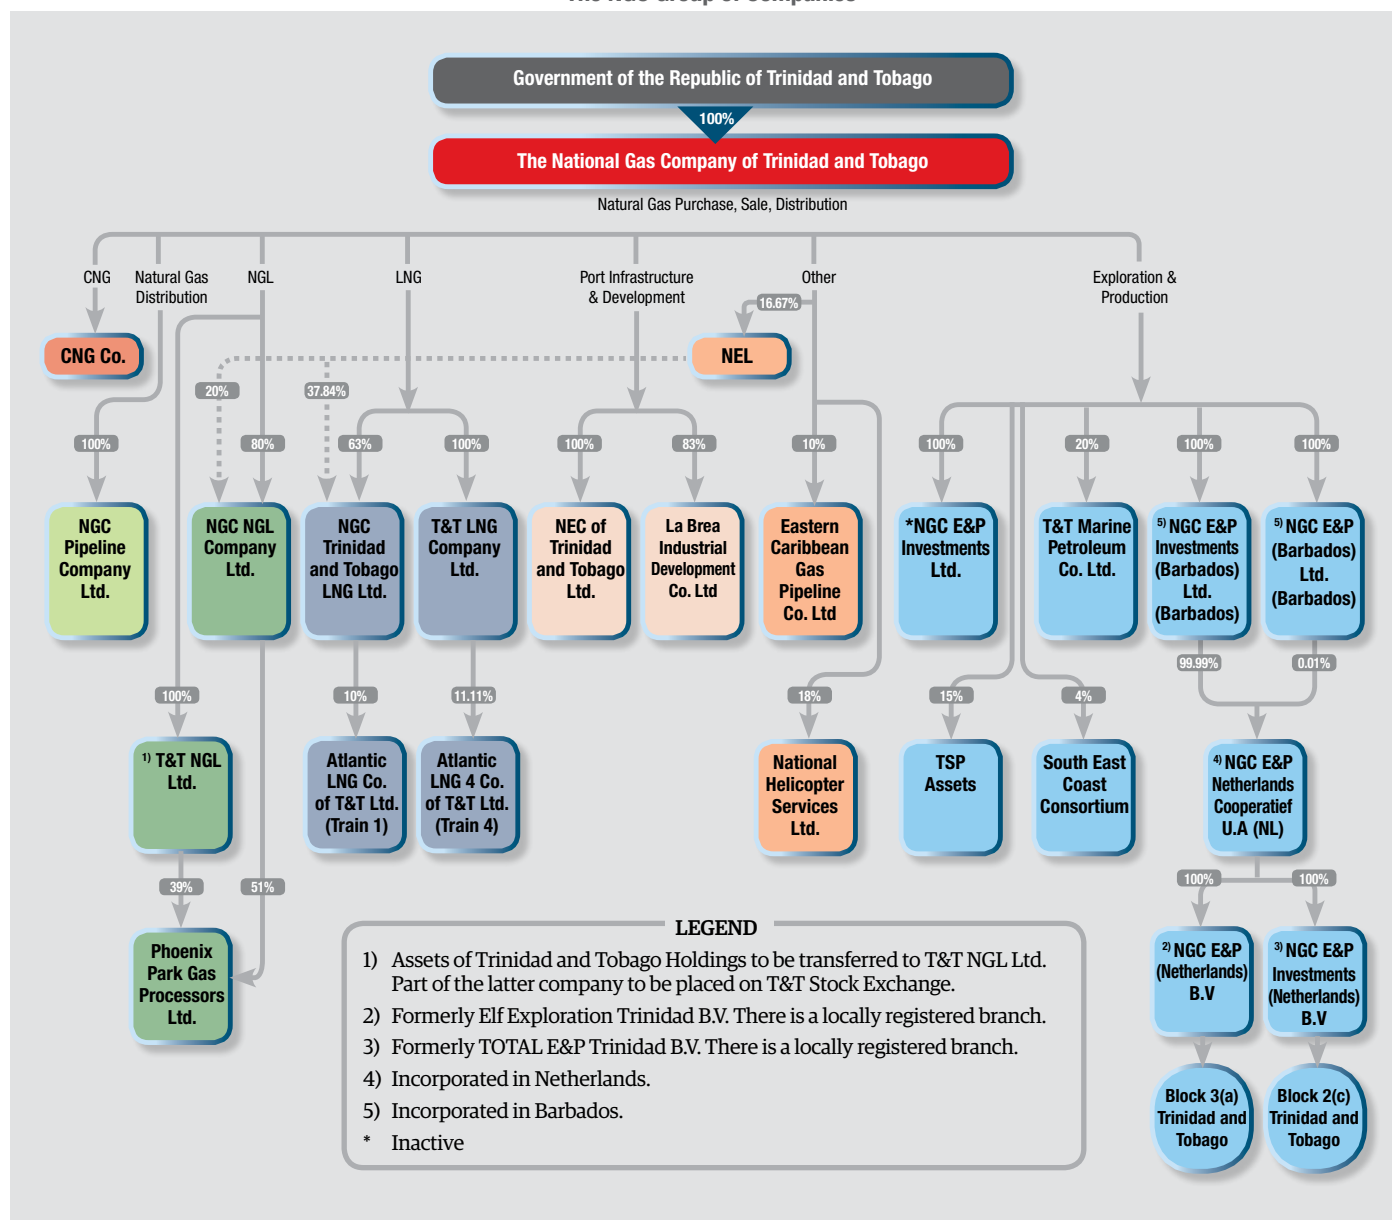 Government of the Republic of Trinidad and Tobago
100%
The National Gas Company of Trinidad and Tobago
Natural Gas Purchase, Sale, Distribution
CNG
Natural Gas
Distribution
NGL
LNG
Port Infrastructure
& Development
Other
Exploration &
Production
16.67%
CNG Co.
NEL
20%
37.84%
100%
80%
63%
100%
100%
83%
10%
100%
20%
100%
100%
NGC
Pipeline
Company
Ltd.
NGC NGL
Company
Ltd.
NGC
Trinidad
and Tobago
LNG Ltd.
T&T LNG
Company
Ltd.
NEC of
Trinidad
and Tobago
Ltd.
La Brea
Industrial
Development
Co. Ltd
Eastern
Caribbean
Gas
Pipeline
Co. Ltd
*NGC E&P
Investments
Ltd.
T&T Marine
Petroleum
Co. Ltd.
5) NGC E&P
Investments
(Barbados)
Ltd.
(Barbados)
5) NGC E&P
(Barbados)
Ltd.
(Barbados)
99.99%
0.01%
100%
10%
11.11%
18%
15%
4%
1) T&T NGL
Ltd.
Atlantic
LNG Co.
of T&T Ltd.
(Train 1)
Atlantic
LNG 4 Co.
of T&T Ltd.
(Train 4)
National
Helicopter
Services
Ltd.
TSP
Assets
South East
Coast
Consortium
4) NGC E&P
Netherlands
Cooperatief
U.A (NL)
39%
51%
100%
100%
Phoenix
Park Gas
Processors
Ltd.
2) NGC E&P
(Netherlands)
B.V
3) NGC E&P
Investments
(Netherlands)
B.V
Block 3(a)
Trinidad and
Tobago
Block 2(c)
Trinidad and
Tobago
LEGEND
1) Assets of Trinidad and Tobago Holdings to be transferred to T&T NGL Ltd.
Part of the latter company to be placed on T&T Stock Exchange.
2) Formerly Elf Exploration Trinidad B.V. There is a locally registered branch.
3) Formerly TOTAL E&P Trinidad B.V. There is a locally registered branch.
4) Incorporated in Netherlands.
5) Incorporated in Barbados.
* Inactive